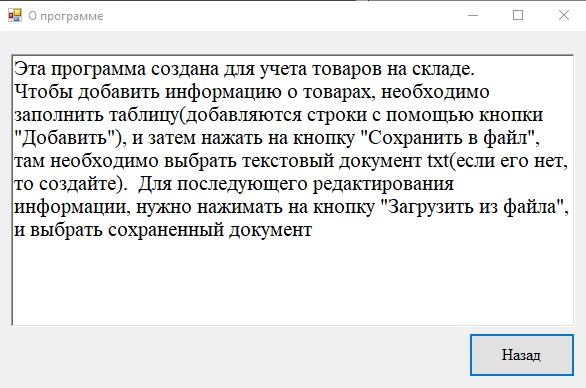 О программе
Эта программа создана для учета товаров на складе.
Чтобы добавить информацию о товарах, необходимо
заполнить таблицу(добавляются строки с помощью кнопки
"Добавить"), и затем нажать на кнопку "Сохранить в файл",
там необходимо выбрать текстовый документ txt(если его нет,
то создайте).  Для последующего редактирования
информации, нужно нажимать на кнопку "Загрузить из файла",
и выбрать сохраненный документ
Назад